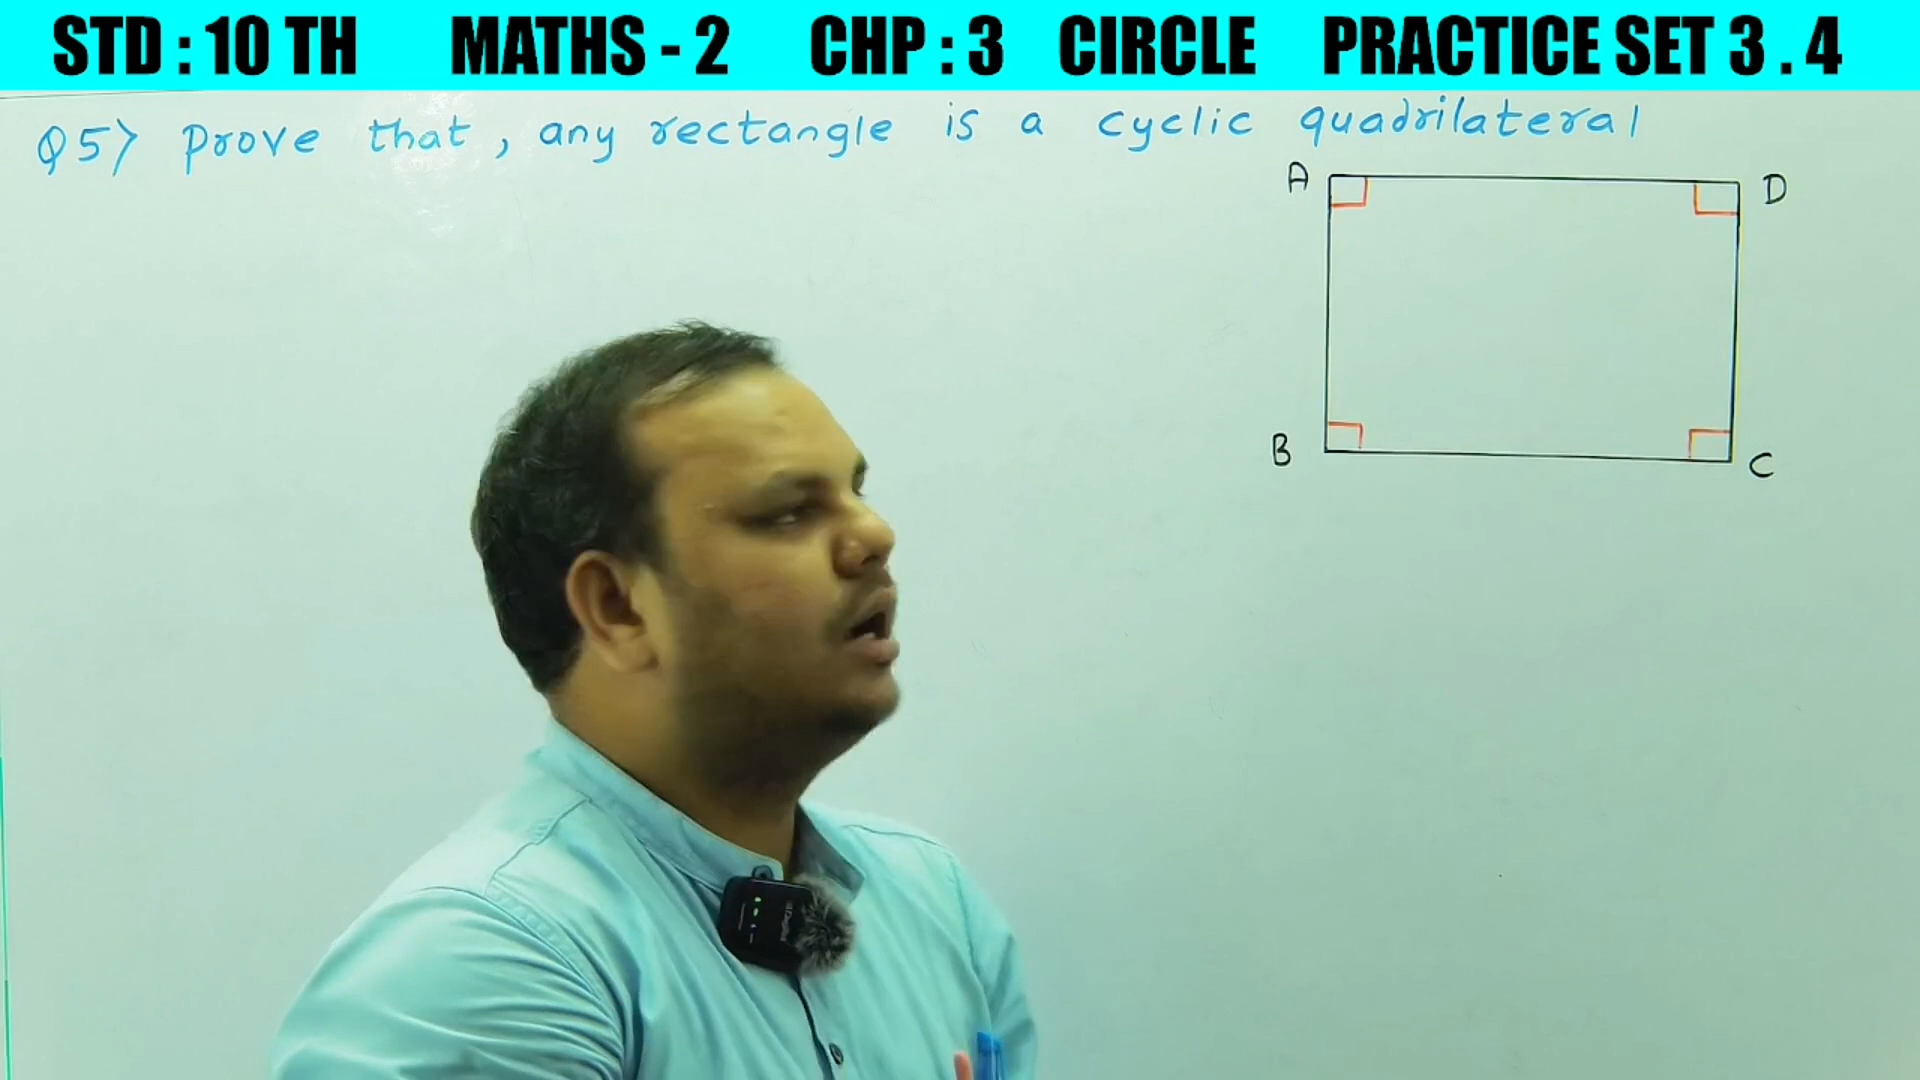 STD : 10 TH MATHS - 2 CHP : 3 CIRCLE PRACTICE SET 3 . 4
Q5> Prove that, any rectangle is a cyclic quadrilateral
A D
B C